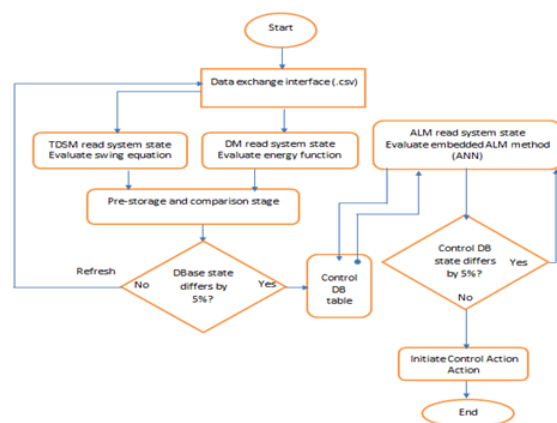 Start
Data exchange interface (.csv)
TDSM read system state
Evaluate swing equation
DM read system state
Evaluate energy function
ALM read system state
Evaluate embedded ALM method
(ANN)
Pre-storage and comparison stage
Refresh
No
DBase state
differs by
5%?
Yes
Control
DB
table
Control DB
state differs
by 5%?
Yes
No
Initiate Control Action
Action
End